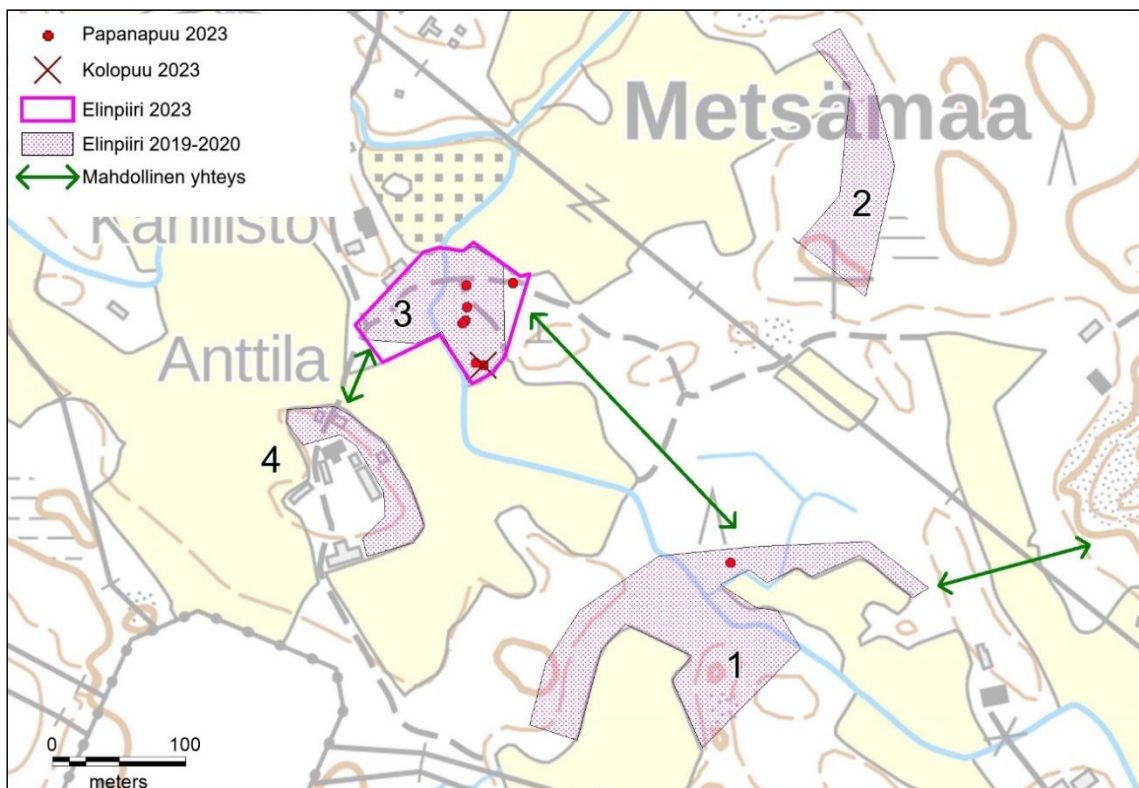 Papanapuu 2023
Kolopuu 2023
Elinpiiri 2023
Elinpiiri 2019-2020
Mahdollinen yhteys
Metsämaa
2
3
Anttila
4
1
0 100
meters